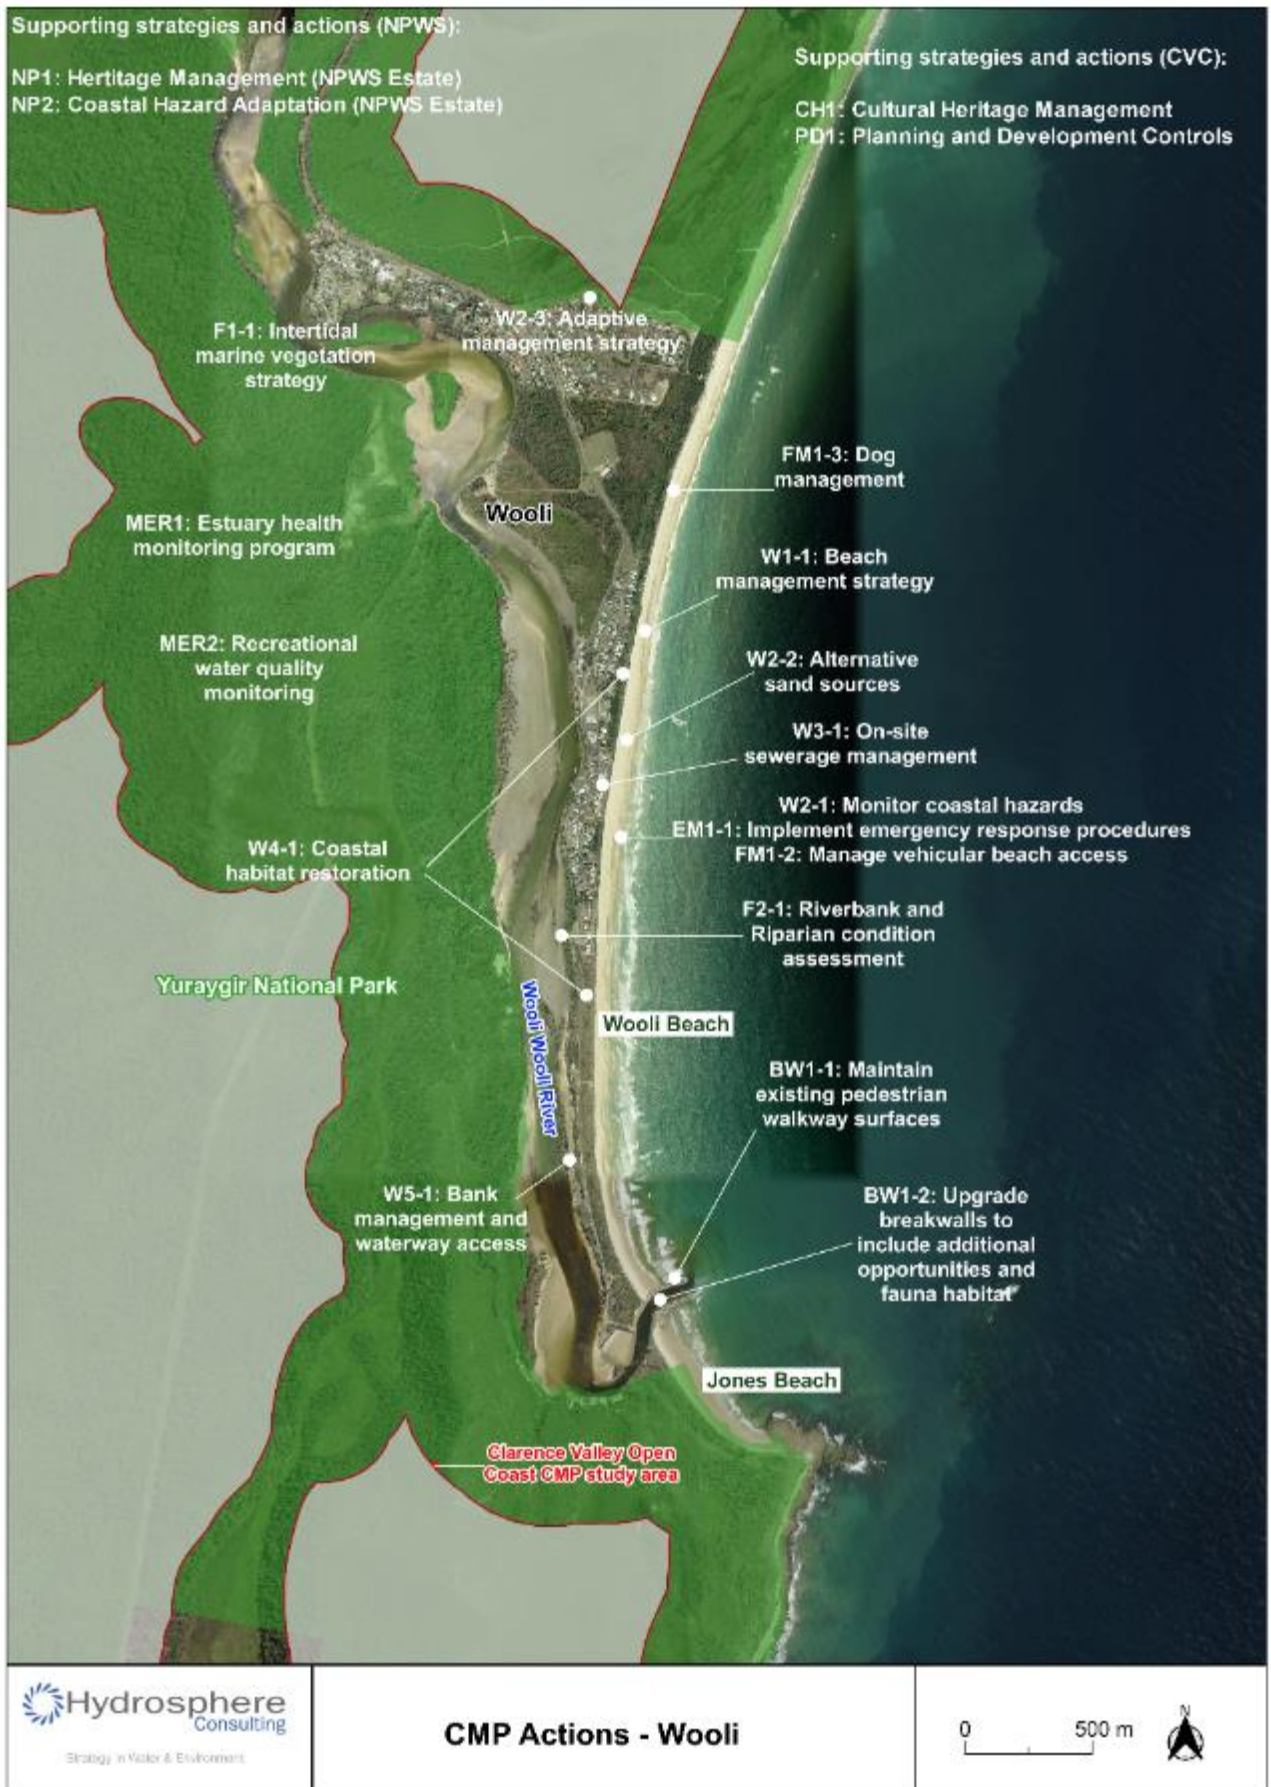 Supporting strategies and actions (NPWS):
NP1: Hertitage Management (NPWS Estate)
NP2: Coastal Hazard Adaptation (NPWS Estate)
Supporting strategies and actions (CVC):
CH1: Cultural Heritage Management
PD1: Planning and Development Controls
F1-1: Intertidal
marine vegetation
strategy
W2-3: Adaptive
management strategy
FM1-3: Dog
management
Wooli
MER1: Estuary health
monitoring program
W1-1: Beach
management strategy
MER2: Recreational
water quality
monitoring
W2-2: Alternative
sand sources
W3-1: On-site
sewerage management
W2-1: Monitor coastal hazards
EM1-1: Implement emergency response procedures
FM1-2: Manage vehicular beach access
W4-1: Coastal
habitat restoration
F2-1: Riverbank and
Riparian condition
assessment
Yuraygir National Park
Wooli Wooli River
Wooli Beach
BW1-1: Maintain
existing pedestrian
walkway surfaces
W5-1: Bank
management and
waterway access
BW1-2: Upgrade
breakwalls to
include additional
opportunities and
fauna habitat"
Jones Beach
Clarence Valley Open
Coast CMP study area
Hydrosphere
Consulting
Strategy in Water & Environment
CMP Actions - Wooli
0 500 m
N